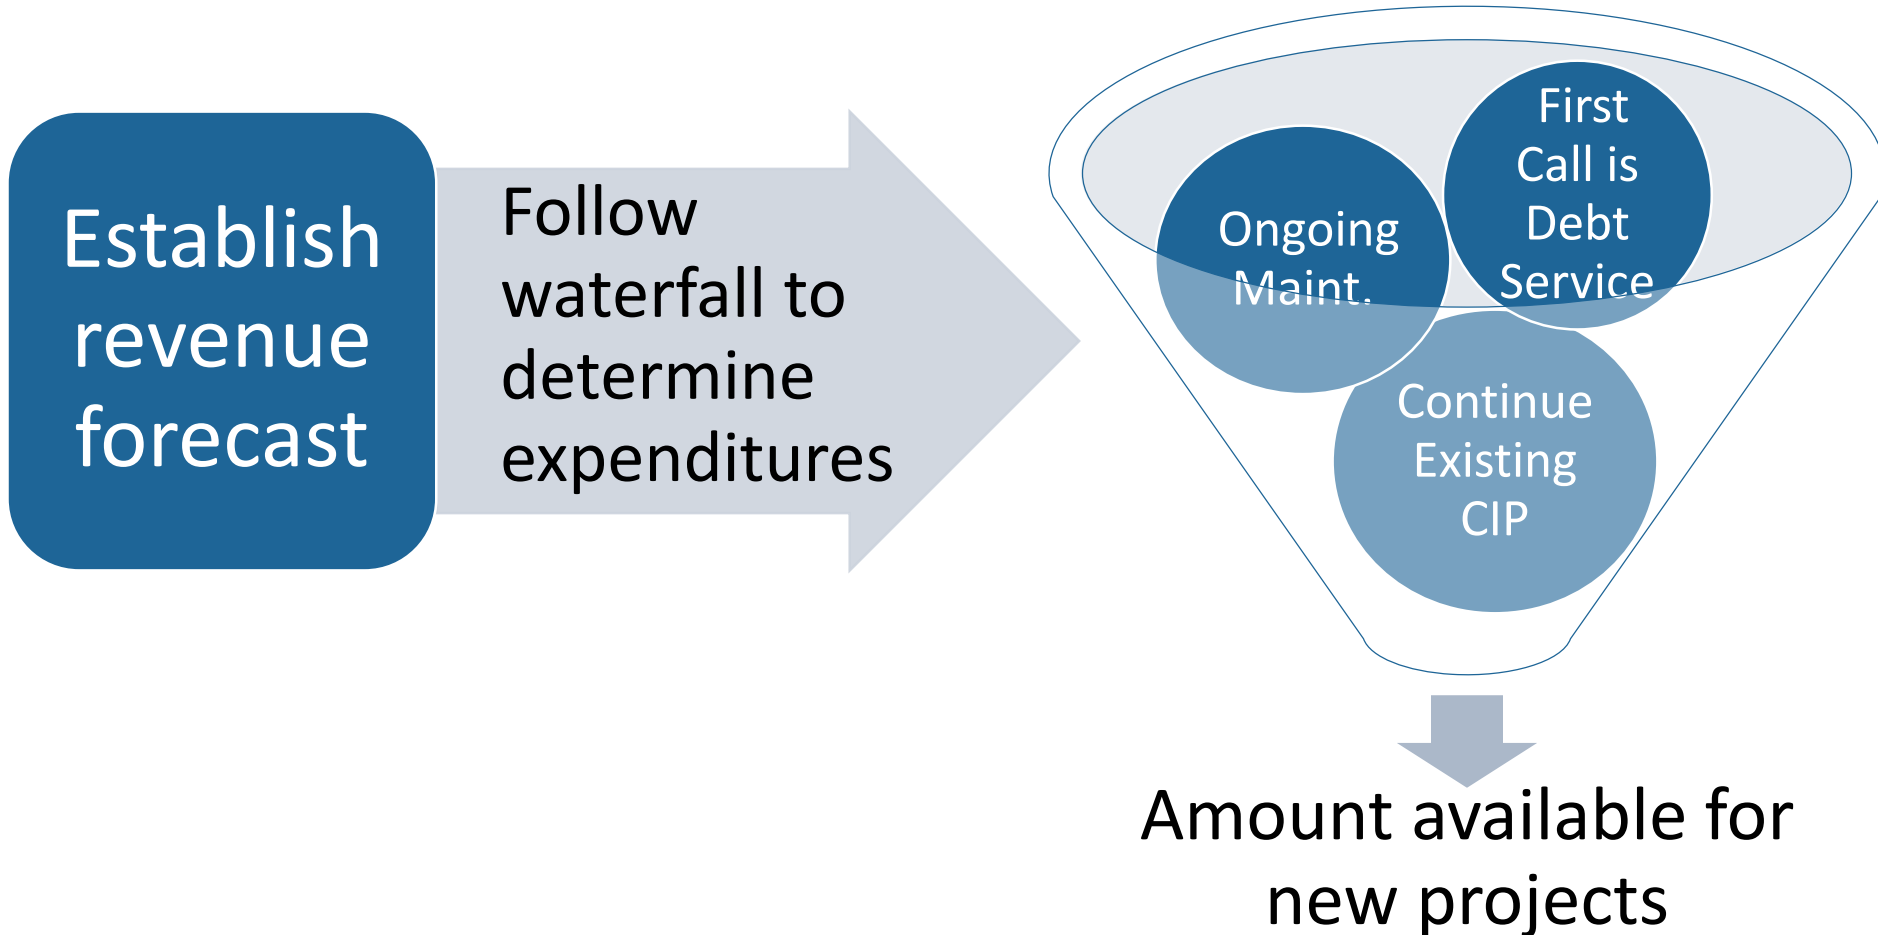 Establish
revenue
forecast
Follow
waterfall to
determine
expenditures
First
Call is
Debt
Service
Ongoing
Maint.
Continue
Existing
CIP
Amount available for
new projects